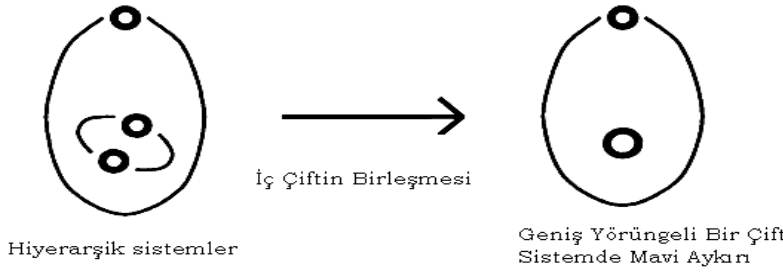 İç Çiftin Birleşmesi
Hiyerarşik sistemler
Geniş Yörüngeli Bir Çift
Sistemde Mavi Aykırı